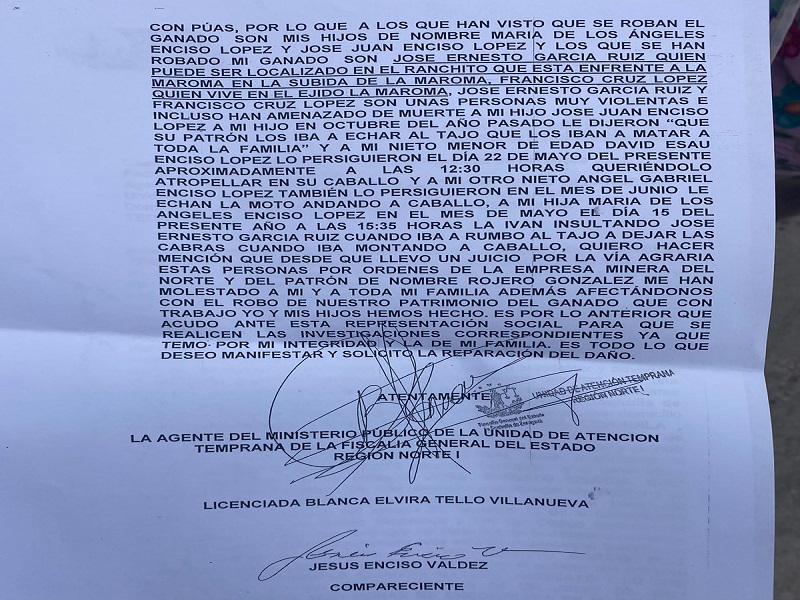 CON PÚAS, POR LO QUE A LOS QUE HAN VISTO QUE SE ROBAN EL
GANADO SON MIS HIJOS DE NOMBRE MARIA DE LOS ÁNGELES
ENCISO LOPEZ Y JOSE JUAN ENCISO LOPEZ Y LOS QUE SE HAN
ROBADO MI GANADO SON JOSE ERNESTO GARCIA RUIZ QUIEN
PUEDE SER LOCALIZADO EN EL RANCHITO QUE ESTA ENFRENTE A LA
MAROMA EN LA SUBIDA DE LA MAROMA, FRANCISCO CRUZ LOPEZ
QUIEN VIVE EN EL EJIDO LA MAROMA, JOSE ERNESTO GARCIA RUIZ Y
FRANCISCO CRUZ LOPEZ SON UNAS PERSONAS MUY VIOLENTAS E
INCLUSO HAN AMENAZADO DE MUERTE A MI HIJO JOSE JUAN ENCISO
LOPEZ A MI HIJO EN OCTUBRE DEL AÑO PASADO LE DIJERON “QUE
SU PATRÓN LOS IBA A ECHAR AL TAJO QUE LOS IBAN A MATAR A
TODA LA FAMILIA” Y A MI NIETO MENOR DE EDAD DAVID ESAU
ENCISO LOPEZ LO PERSIGUIERON EL DÍA 22 DE MAYO DEL PRESENTE
APROXIMADAMENTE A LAS 12:30 HORAS QUERIÉNDOLO
ATROPELLAR EN SU CABALLO Y A MI OTRO NIETO ANGEL GABRIEL
ENCISO LOPEZ TAMBIÉN LO PERSIGUIERON EN EL MES DE JUNIO LE
ECHAN LA MOTO ANDANDO A CABALLO, A MI HIJA MARIA DE LOS
ANGELES ENCISO LOPEZ EN EL MES DE MAYO EL DÍA 15 DEL
PRESENTE AÑO A LAS 15:35 HORAS LA IVAN INSULTANDO JOSE
ERNESTO GARCIA RUIZ CUANDO IBA A RUMBO AL TAJO A DEJAR LAS
CABRAS CUANDO IBA MONTANDO A CABALLO, QUIERO HACER
MENCIÓN QUE DESDE QUE LLEVO UN JUICIO POR LA VÍA AGRARIA
ESTAS PERSONAS POR ORDENES DE LA EMPRESA MINERA DEL
NORTE Y DEL PATRÓN DE NOMBRE ROJERO GONZALEZ ME HAN
MOLESTADO A MI Y A TODA MI FAMILIA ADEMÁS AFECTÁNDONOS
CON EL ROBO DE NUESTRO PATRIMONIO DEL GANADO QUE CON
TRABAJO YO Y MIS HIJOS HEMOS HECHO. ES POR LO ANTERIOR QUE
ACUDO ANTE ESTA REPRESENTACIÓN SOCIAL PARA QUE SE
REALICEN LAS INVESTIGACIONES CORRESPONDIENTES YA QUE
TEMO POR MI INTEGRIDAD Y LA DE MI FAMILIA. ES TODO LO QUE
DESEO MANIFESTAR Y SOLICITO LA REPARACIÓN DEL DAÑO.
ATENTAMENTE
UNIDAD DE ATENCIÓN TEMPRANA
REGIÓN NORTE I
Fiscalía General del Estado
Coahuila de Zaragoza
LA AGENTE DEL MINISTERIO PÚBLICO DE LA UNIDAD DE ATENCION
TEMPRANA DE LA FISCALÍA GENERAL DEL ESTADO
REGIÓN NORTE I
LICENCIADA BLANCA ELVIRA TELLO VILLANUEVA
JESUS ENCISO VALDEZ
COMPARECIENTE